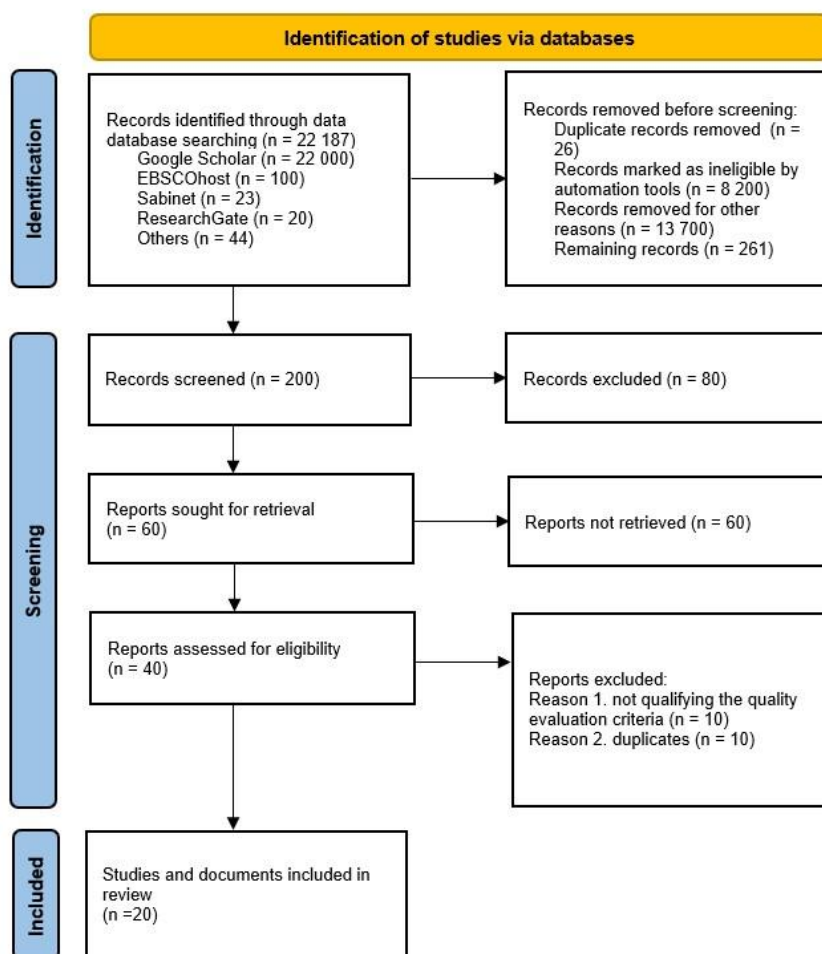 Identification of studies via databases
Identification
Records identified through data
database searching (n = 22 187)
Google Scholar (n = 22 000)
EBSCOhost (n = 100)
Sabinet (n = 23)
ResearchGate (n = 20)
Others (n = 44)
Records removed before screening:
Duplicate records removed (n =
26)
Records marked as ineligible by
automation tools (n = 8 200)
Records removed for other
reasons (n = 13 700)
Remaining records (n = 261)
Screening
Records screened (n = 200)
Records excluded (n = 80)
Reports sought for retrieval
(n = 60)
Reports not retrieved (n = 60)
Reports assessed for eligibility
(n = 40)
Reports excluded:
Reason 1. not qualifying the quality
evaluation criteria (n = 10)
Reason 2. duplicates (n = 10)
Included
Studies and documents included in
review
(n =20)